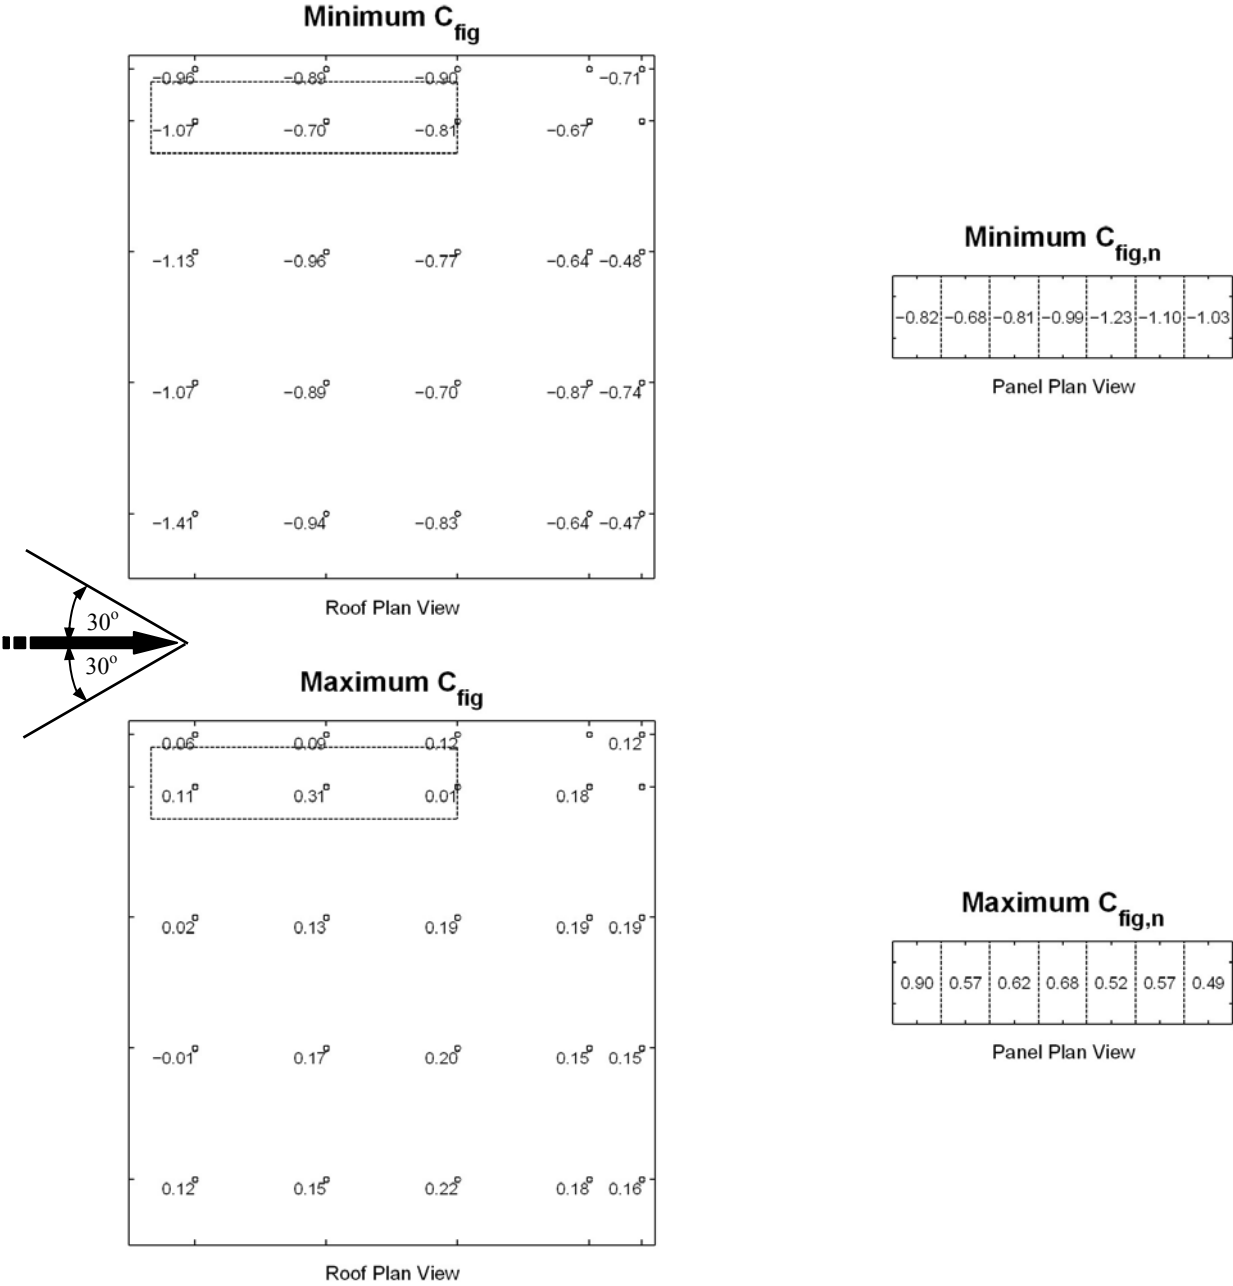 Minimum Cfig
−0.96 −0.89 −0.90 −0.71
−1.07 −0.70 −0.81 −0.67
−1.13 −0.96 −0.77 −0.64 −0.48
−1.07 −0.89 −0.70 −0.87 −0.74
−1.41 −0.94 −0.83 −0.64 −0.47
Roof Plan View
Minimum Cfig,n
−0.82 −0.68 −0.81 −0.99 −1.23 −1.10 −1.03
Panel Plan View
30º
30º
Maximum Cfig
0.06 0.09 0.12 0.12
0.11 0.31 0.01 0.18
0.02 0.13 0.19 0.19 0.19
−0.01 0.17 0.20 0.15 0.15
0.12 0.15 0.22 0.18 0.16
Roof Plan View
Maximum Cfig,n
0.90 0.57 0.62 0.68 0.52 0.57 0.49
Panel Plan View